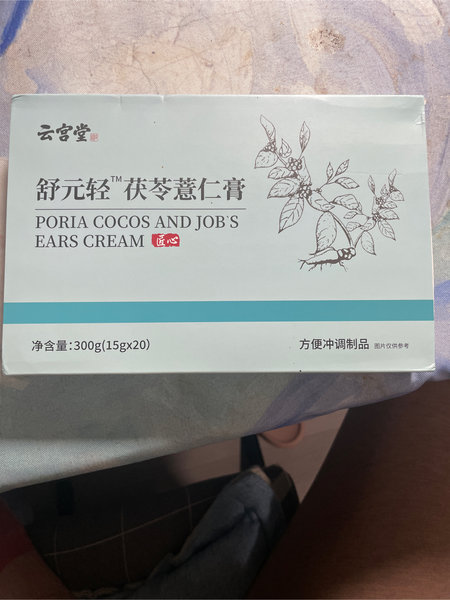 云宫堂
舒元轻™茯苓薏仁膏
PORIA COCOS AND JOB'S
EARS CREAM 匠心
净含量:300g(15gx20)
方便冲调制品 图片仅供参考